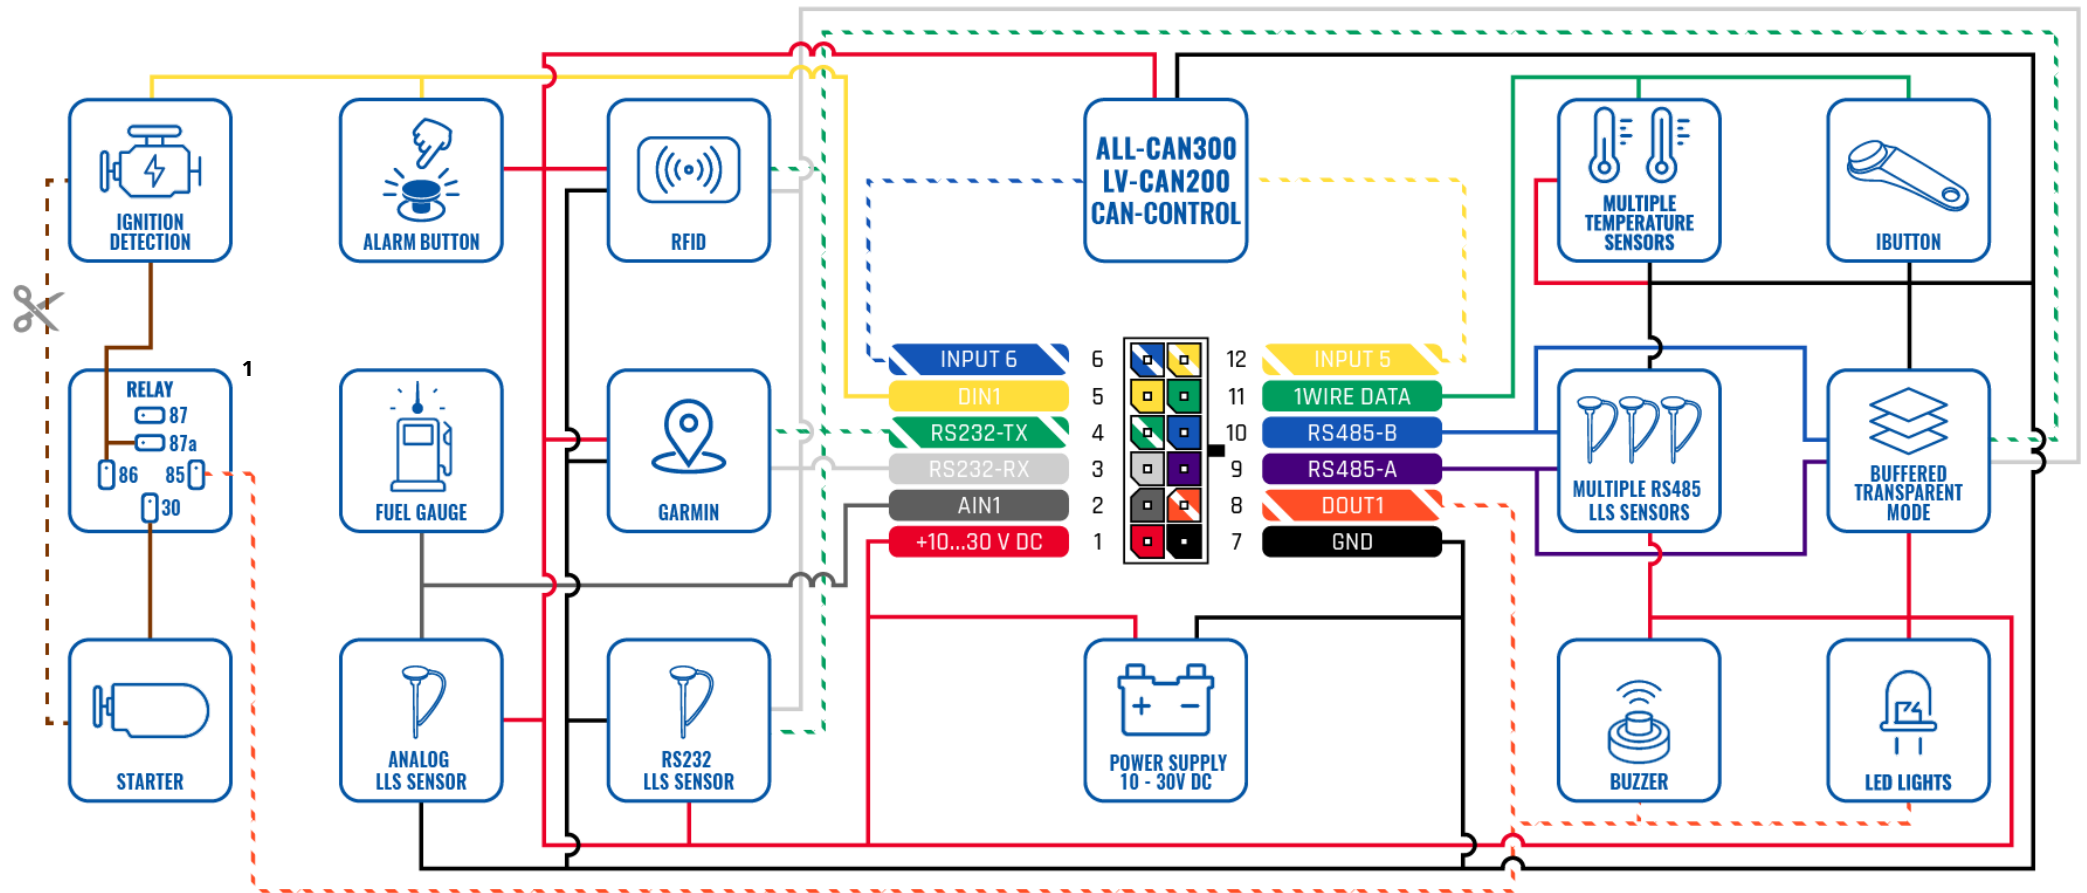 IGNITION
DETECTION
ALARM BUTTON
RFID
ALL-CAN300
LV-CAN200
CAN-CONTROL
MULTIPLE
TEMPERATURE
SENSORS
IBUTTON
1
RELAY
87
87a
86
85
30
FUEL GAUGE
GARMIN
INPUT 6 6 12 INPUT 5
DIN1 5 11 1WIRE DATA
RS232-TX 4 10 RS485-B
RS232-RX 3 9 RS485-A
AIN1 2 8 DOUT1
+10...30 V DC 1 7 GND
MULTIPLE RS485
LLS SENSORS
BUFFERED
TRANSPARENT
MODE
STARTER
ANALOG
LLS SENSOR
RS232
LLS SENSOR
+ −
POWER SUPPLY
10 - 30V DC
BUZZER
LED LIGHTS